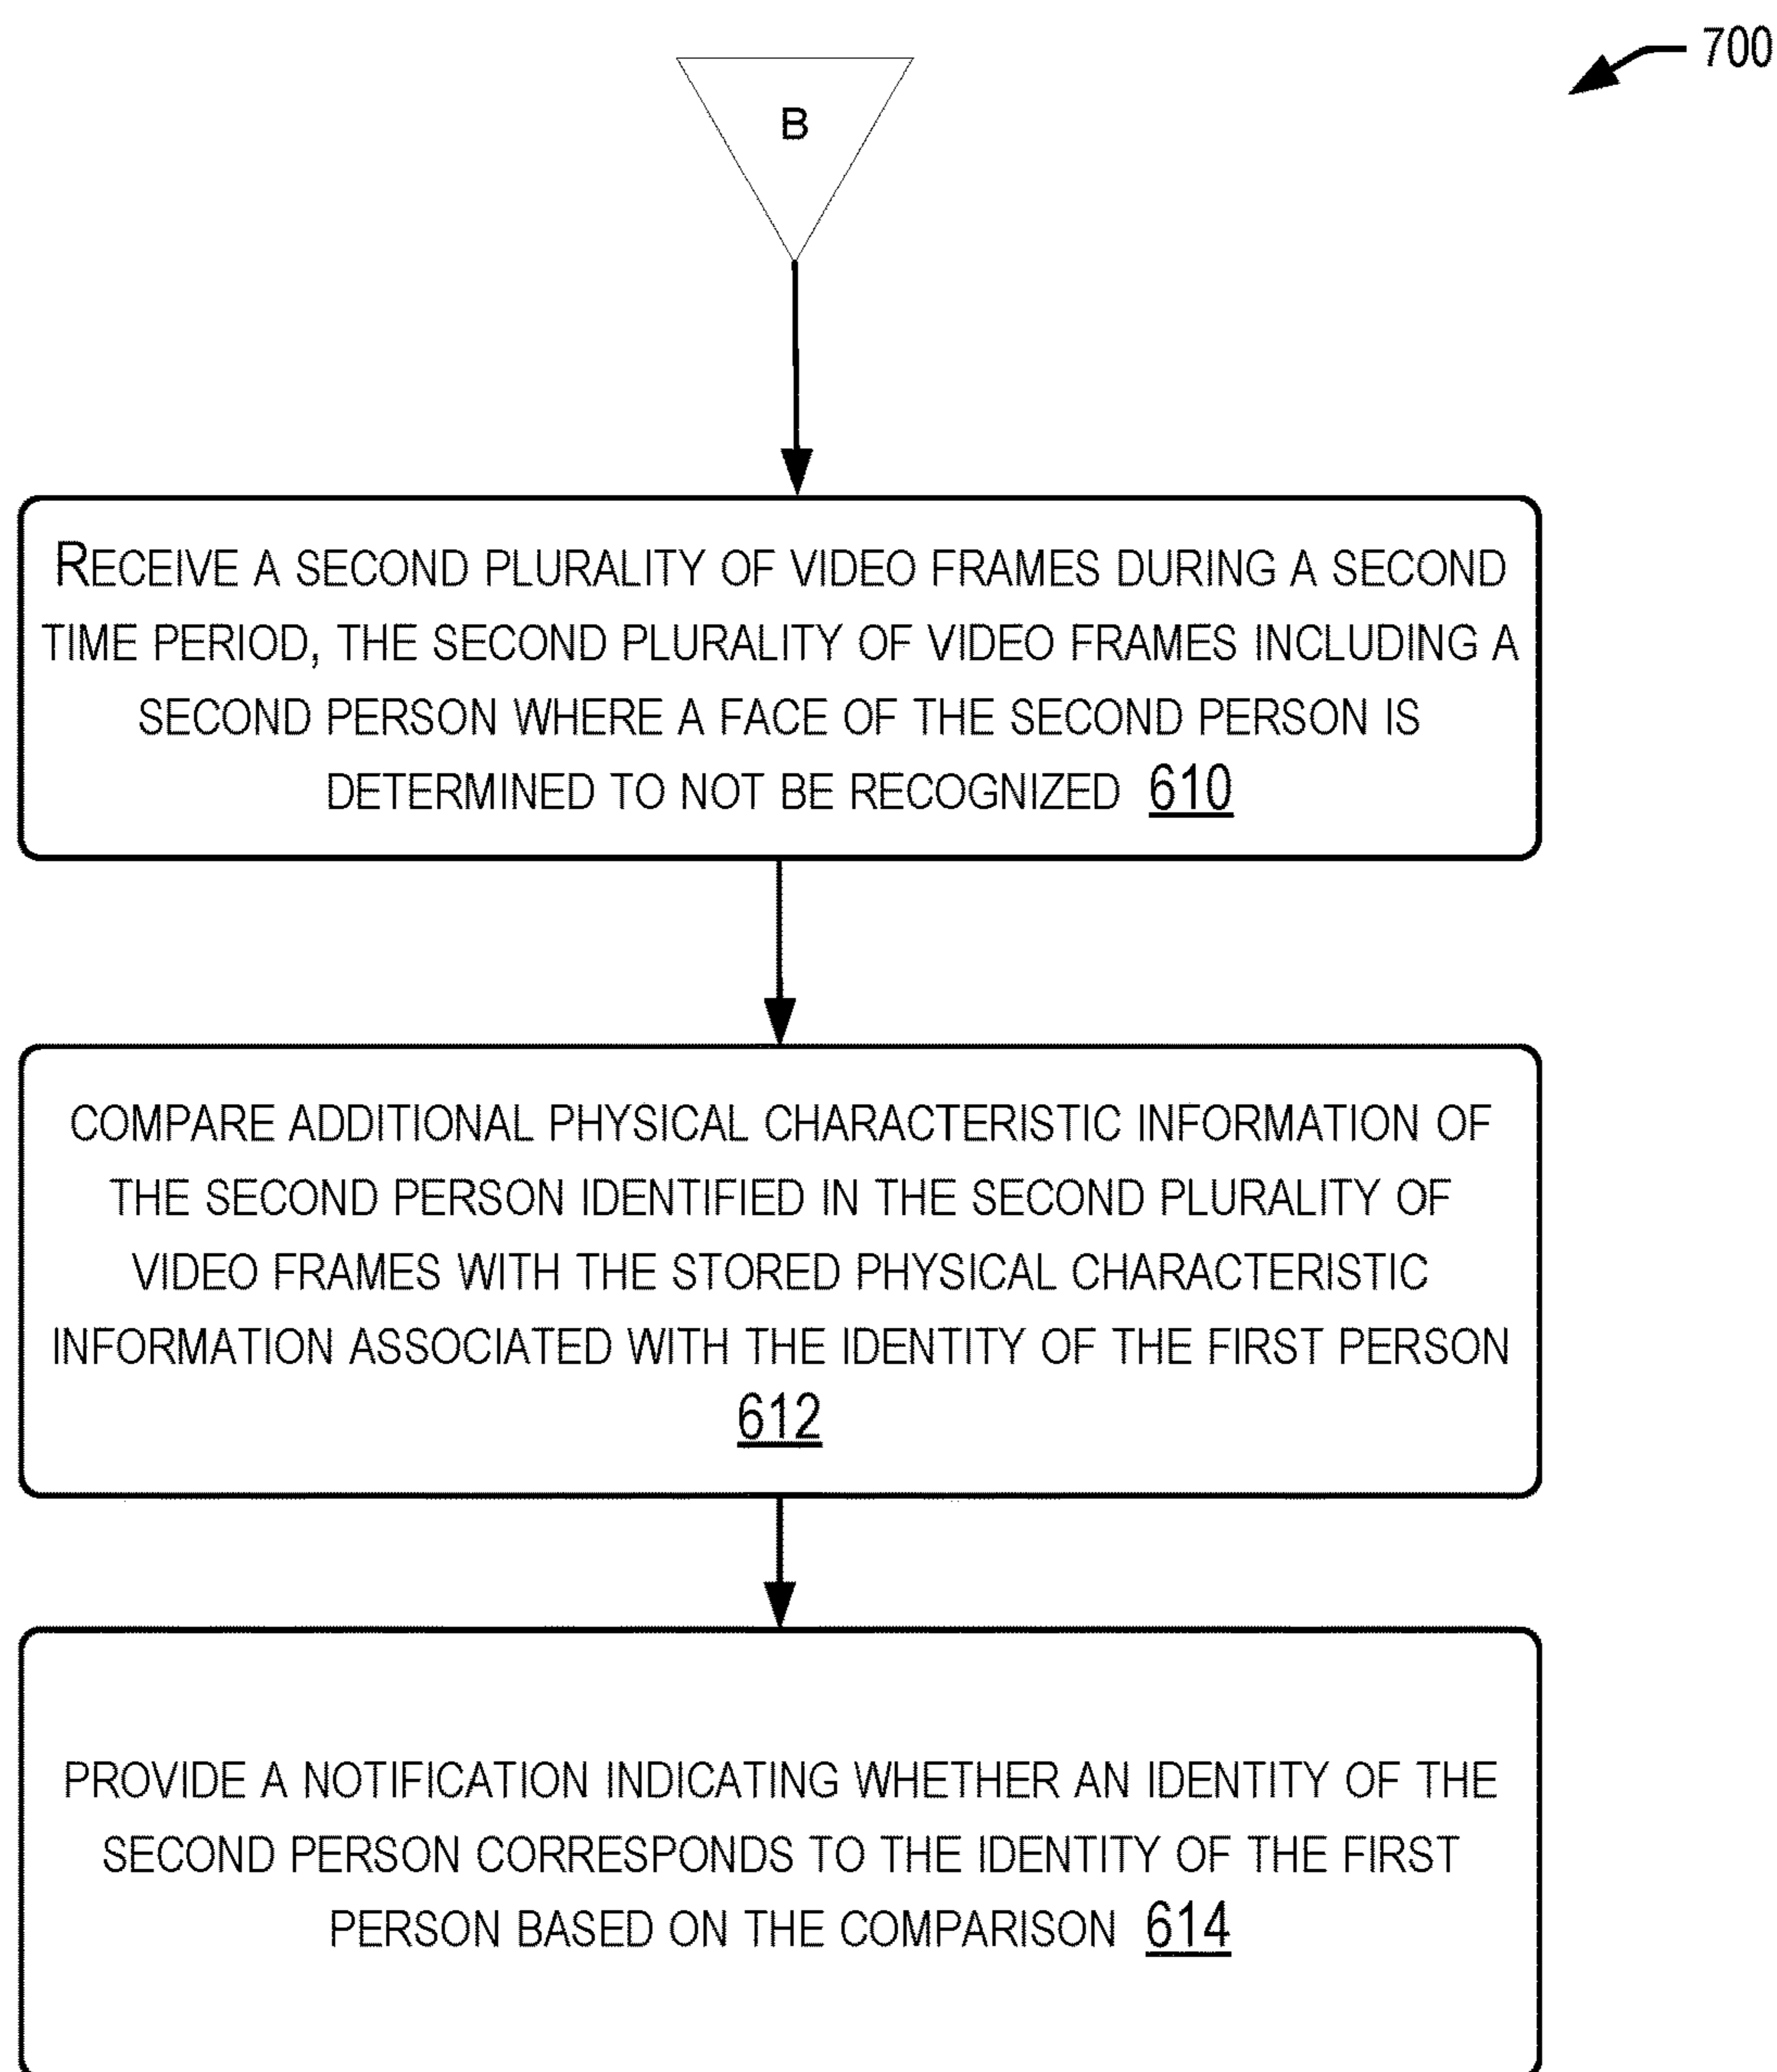 700
B
RECEIVE A SECOND PLURALITY OF VIDEO FRAMES DURING A SECOND
TIME PERIOD, THE SECOND PLURALITY OF VIDEO FRAMES INCLUDING A
SECOND PERSON WHERE A FACE OF THE SECOND PERSON IS
DETERMINED TO NOT BE RECOGNIZED 610
COMPARE ADDITIONAL PHYSICAL CHARACTERISTIC INFORMATION OF
THE SECOND PERSON IDENTIFIED IN THE SECOND PLURALITY OF
VIDEO FRAMES WITH THE STORED PHYSICAL CHARACTERISTIC
INFORMATION ASSOCIATED WITH THE IDENTITY OF THE FIRST PERSON
612
PROVIDE A NOTIFICATION INDICATING WHETHER AN IDENTITY OF THE
SECOND PERSON CORRESPONDS TO THE IDENTITY OF THE FIRST
PERSON BASED ON THE COMPARISON 614